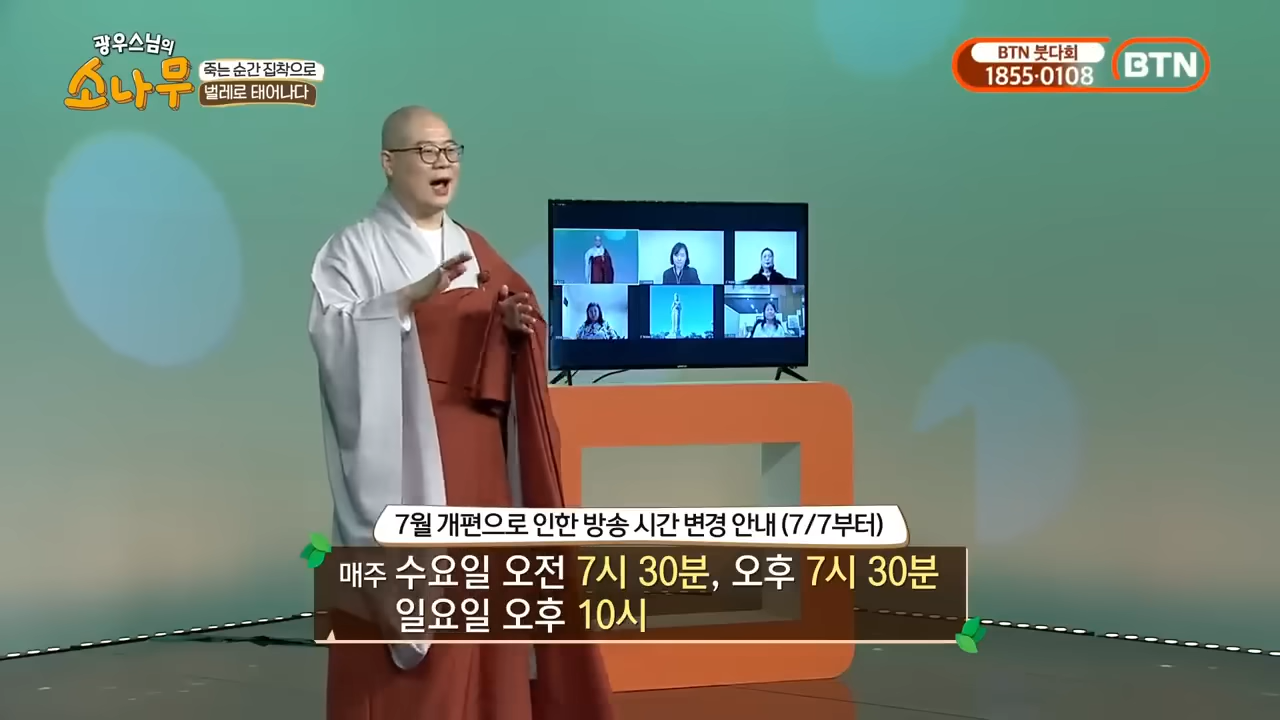 광우스님의
소나무
죽는 순간 집착으로
벌레로 태어나다
BTN 붓다회
1855·0108
BTN
7월 개편으로 인한 방송 시간 변경 안내 (7/7부터)
매주 수요일 오전 7시 30분, 오후 7시 30분
일요일 오후 10시